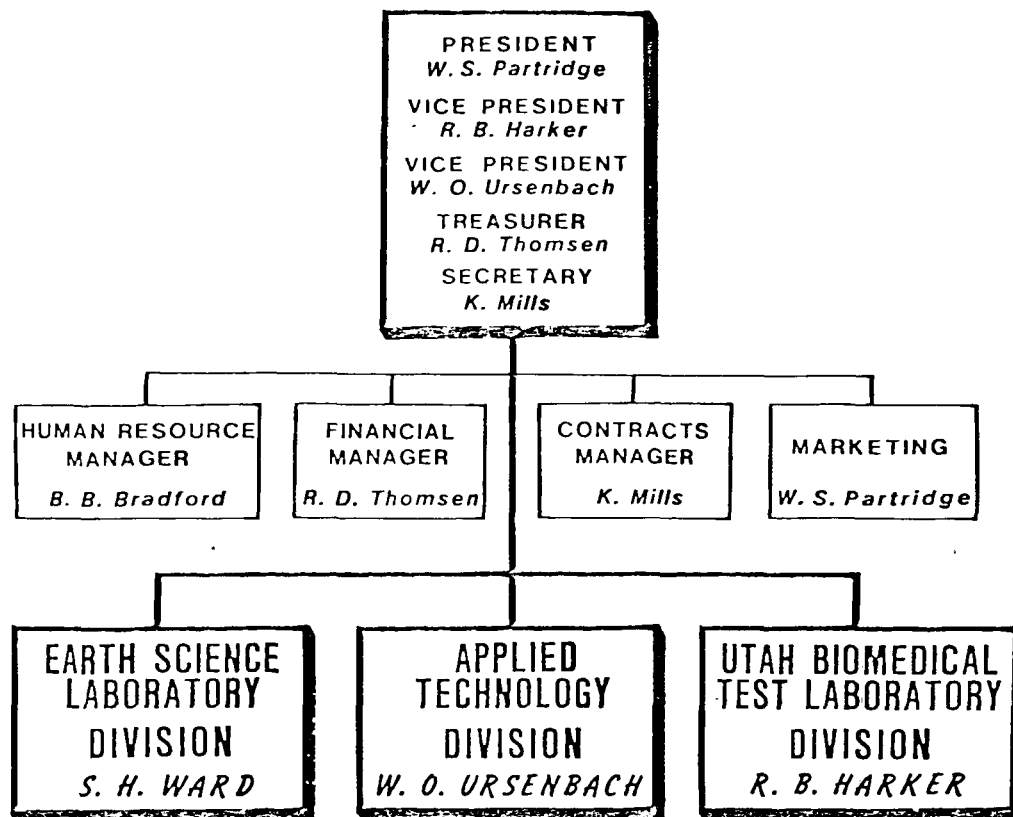 PRESIDENT
W. S. Partridge
VICE PRESIDENT
R. B. Harker
VICE PRESIDENT
W. O. Ursenbach
TREASURER
R. D. Thomsen
SECRETARY
K. Mills
HUMAN RESOURCE
MANAGER
B. B. Bradford
FINANCIAL
MANAGER
R. D. Thomsen
CONTRACTS
MANAGER
K. Mills
MARKETING
W. S. Partridge
EARTH SCIENCE
LABORATORY
DIVISION
S. H. WARD
APPLIED
TECHNOLOGY
DIVISION
W. O. URSENBACH
UTAH BIOMEDICAL
TEST LABORATORY
DIVISION
R. B. HARKER